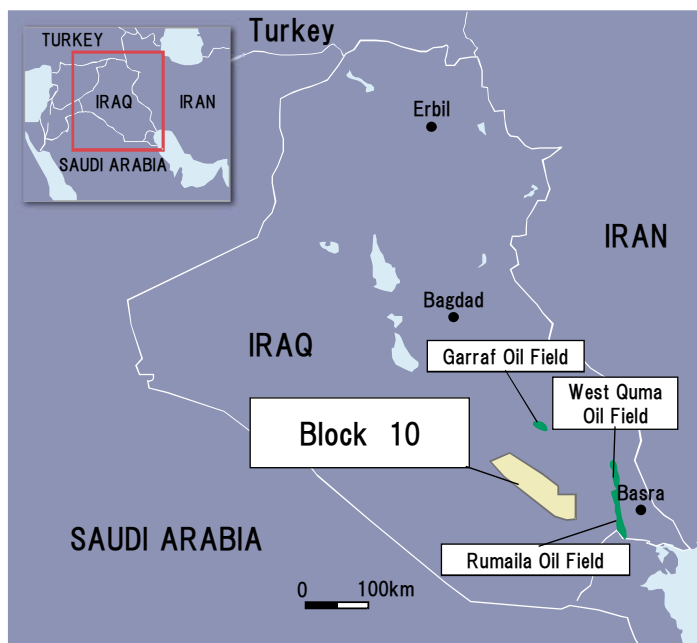 TURKEY
IRAQ
IRAN
SAUDI ARABIA
Turkey
Erbil
IRAN
Bagdad
IRAQ
Garraf Oil Field
West Quma
Oil Field
Block 10
Basra
SAUDI ARABIA
Rumaila Oil Field
0 100km